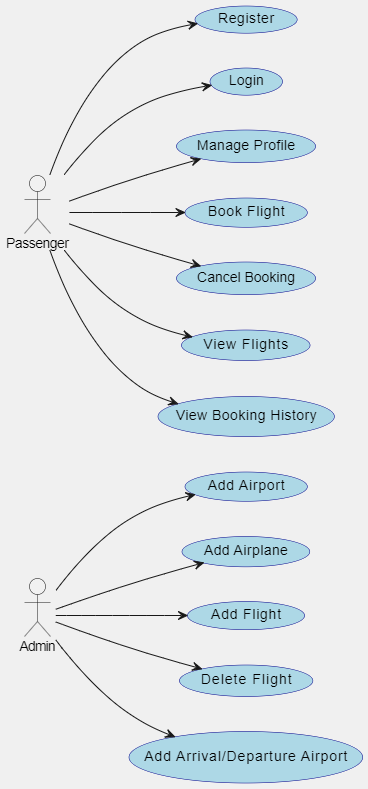 Register
Login
Manage Profile
Book Flight
Passenger
Cancel Booking
View Flights
View Booking History
Add Airport
Add Airplane
Add Flight
Admin
Delete Flight
Add Arrival/Departure Airport